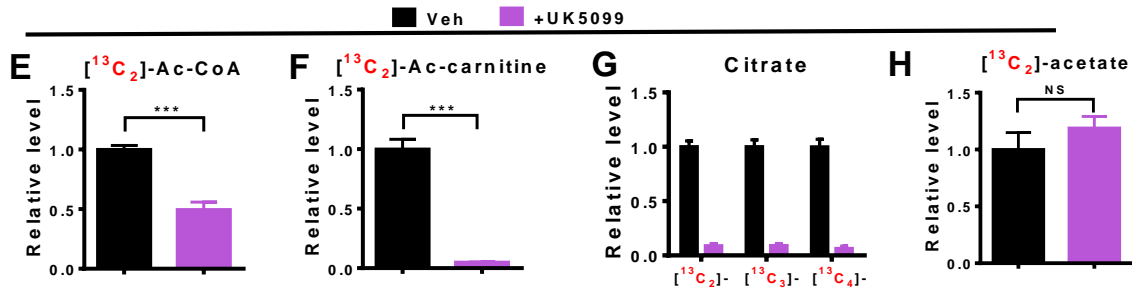 Veh +UK5099
E [¹³C₂]-Ac-CoA
Relative level
1.5
1.0
0.5
0.0
***
F [¹³C₂]-Ac-carnitine
Relative level
1.5
1.0
0.5
0.0
***
G Citrate
Relative level
1.5
1.0
0.5
0.0
[¹³C₂]- [¹³C₃]- [¹³C₄]-
H [¹³C₂]-acetate
Relative level
1.5
1.0
0.5
0.0
NS